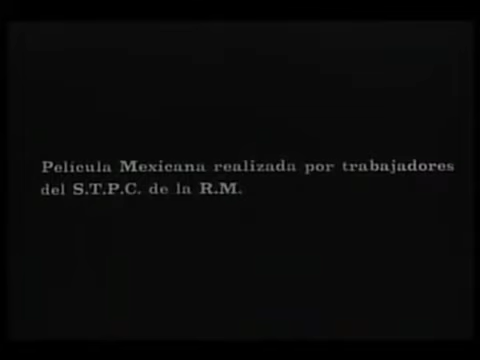 Película Mexicana realizada por trabajadores
del S.T.P.C. de la R.M.